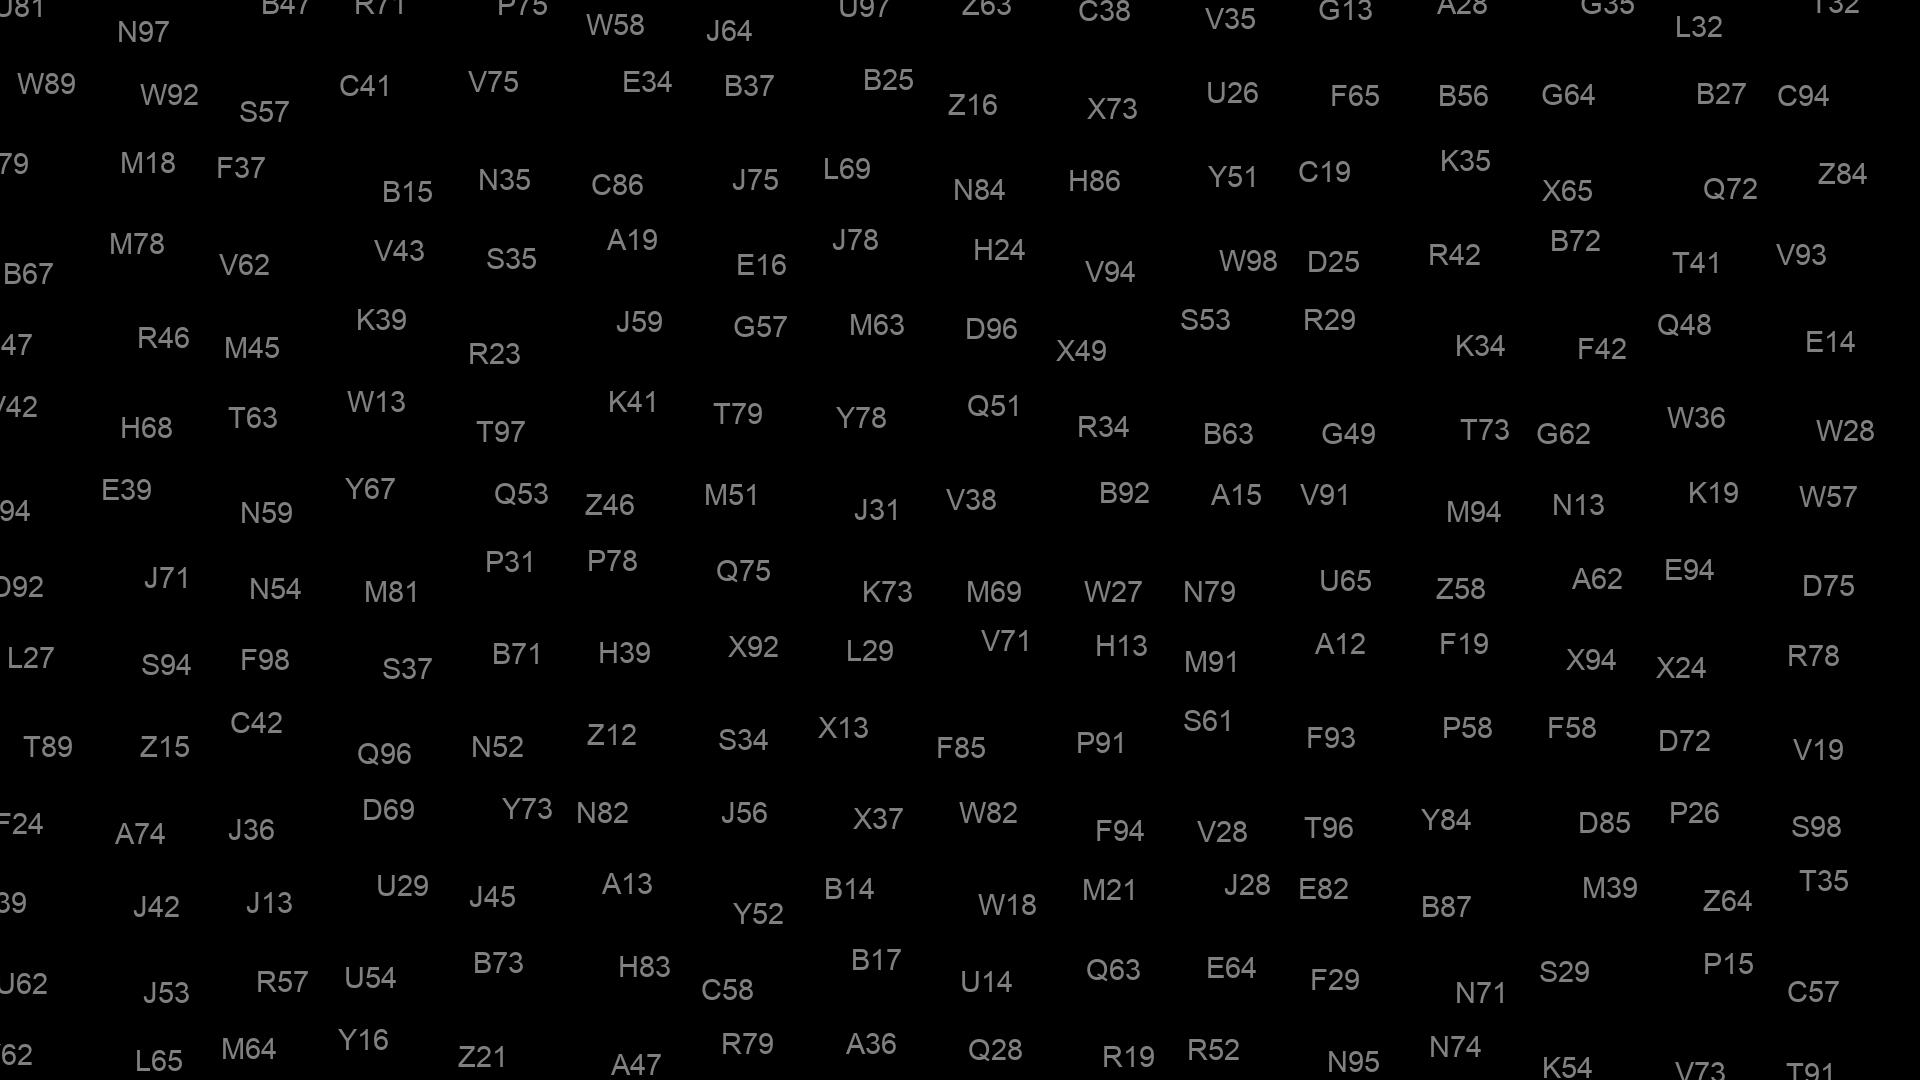 U81 N97 B47 R71 P75 W58 J64 U97 Z63 C38 V35 G13 A28 G35 L32
W89 W92 S57 C41 V75 E34 B37 B25 Z16 X73 U26 F65 B56 G64 B27 C94
79 M18 F37 B15 N35 C86 J75 L69 N84 H86 Y51 C19 K35 X65 Q72 Z84
B67 M78 V62 V43 S35 A19 E16 J78 H24 V94 W98 D25 R42 B72 T41 V93
47 R46 M45 K39 R23 J59 G57 M63 D96 X49 S53 R29 K34 F42 Q48 E14
V42 H68 T63 W13 T97 K41 T79 Y78 Q51 R34 B63 G49 T73 G62 W36 W28
94 E39 N59 Y67 Q53 Z46 M51 J31 V38 B92 A15 V91 M94 N13 K19 W57
D92 J71 N54 M81 P31 P78 Q75 K73 M69 W27 N79 U65 Z58 A62 E94 D75
L27 S94 F98 S37 B71 H39 X92 L29 V71 H13 M91 A12 F19 X94 X24 R78
T89 Z15 C42 Q96 N52 Z12 S34 X13 F85 P91 S61 F93 P58 F58 D72 V19
F24 A74 J36 D69 Y73 N82 J56 X37 W82 F94 V28 T96 Y84 D85 P26 S98
39 J42 J13 U29 J45 A13 Y52 B14 W18 M21 J28 E82 B87 M39 Z64 T35
U62 J53 R57 U54 B73 H83 C58 B17 U14 Q63 E64 F29 N71 S29 P15 C57
62 L65 M64 Y16 Z21 A47 R79 A36 Q28 R19 R52 N95 N74 K54 V73 T91